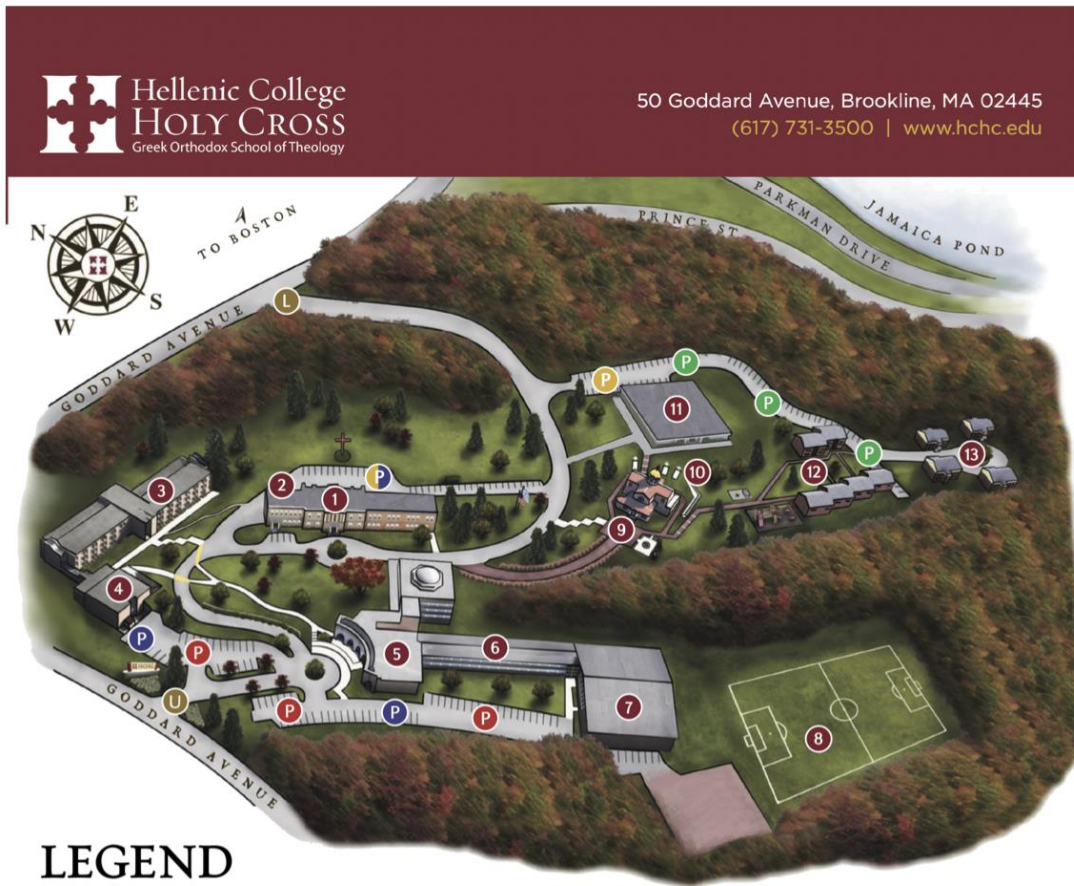 Hellenic College
HOLY CROSS
Greek Orthodox School of Theology
50 Goddard Avenue, Brookline, MA 02445
(617) 731-3500 | www.hchc.edu
N
E
S
W
TO BOSTON
PRINCE ST.
PARKMAN DRIVE
JAMAICA POND
GODDARD AVENUE
L
P
P
11
P
3
2
1
P
10
12
P
13
9
4
P
P
5
6
7
8
U
P
P
P
GODDARD AVENUE
LEGEND